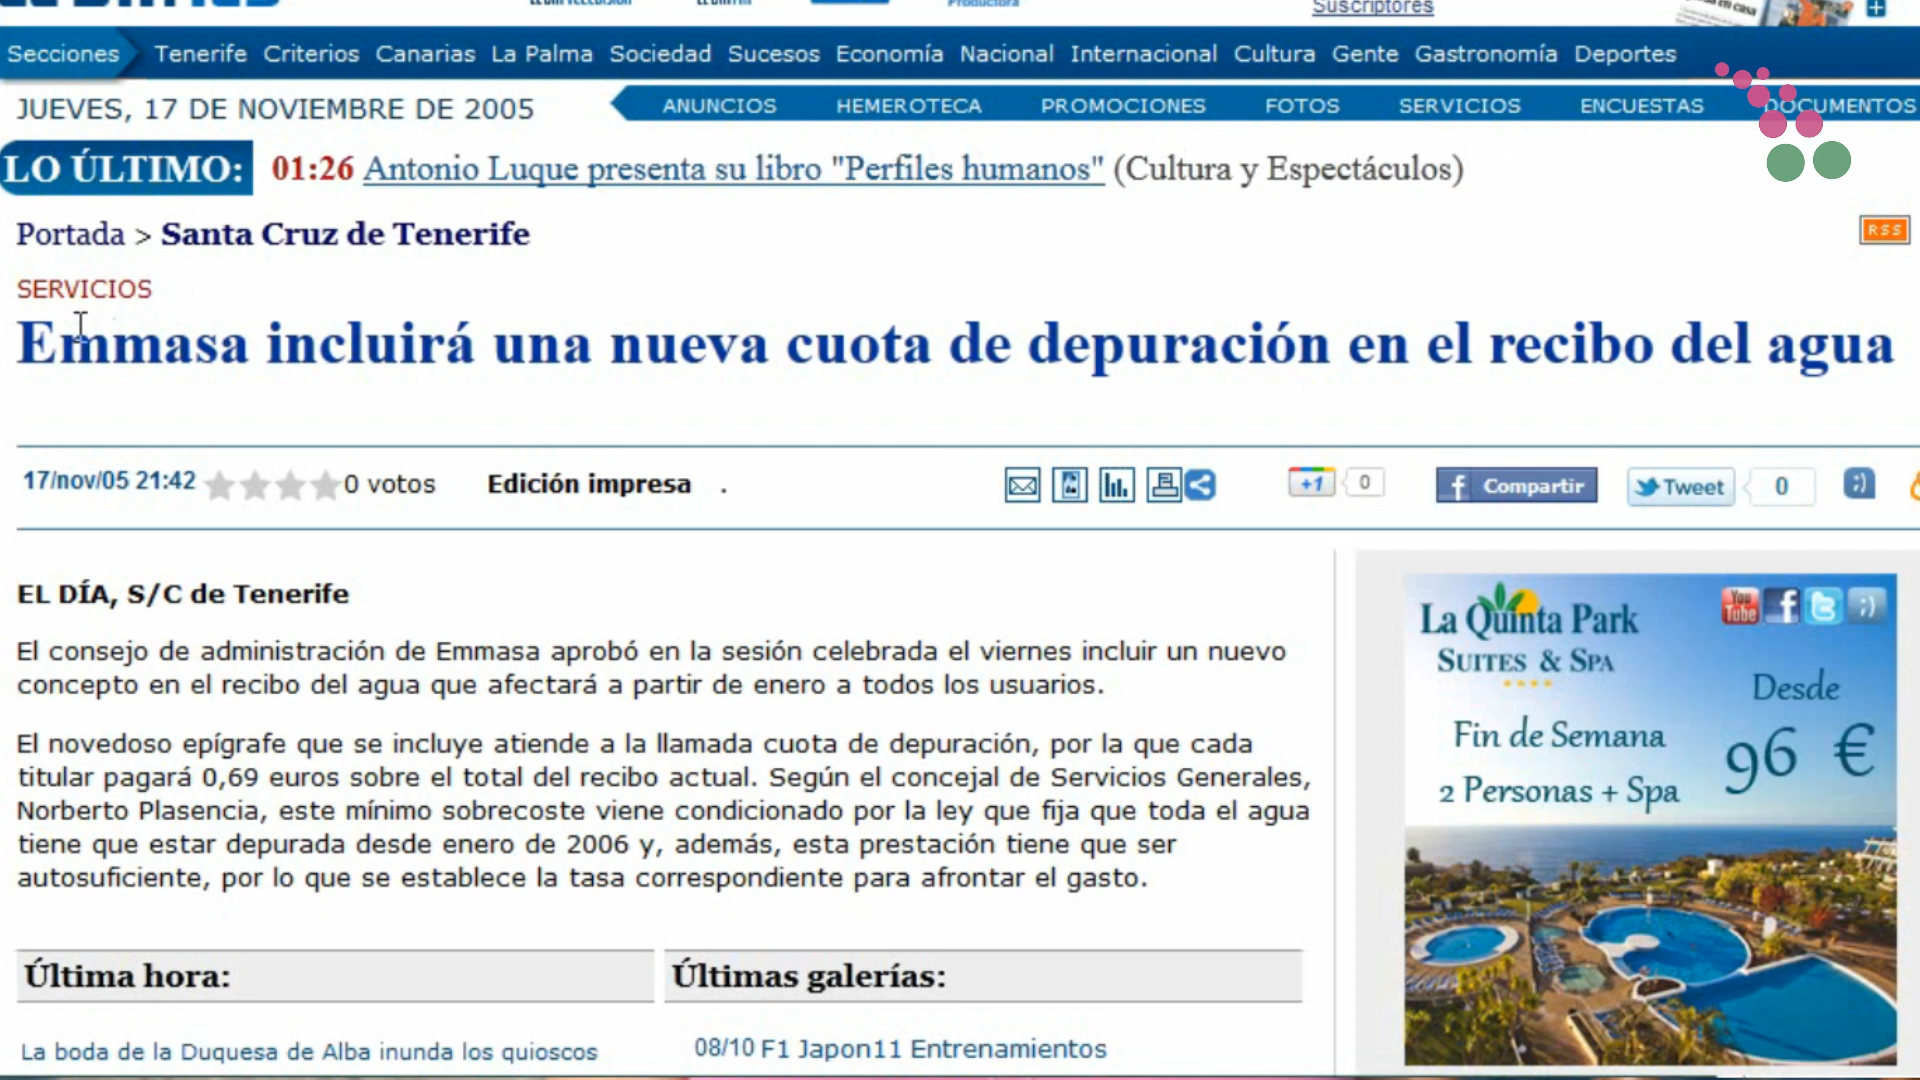 Productora
Suscriptores
Secciones Tenerife Criterios Canarias La Palma Sociedad Sucesos Economía Nacional Internacional Cultura Gente Gastronomía Deportes
JUEVES, 17 DE NOVIEMBRE DE 2005
ANUNCIOS HEMEROTECA PROMOCIONES FOTOS SERVICIOS ENCUESTAS DOCUMENTOS
LO ÚLTIMO: 01:26 Antonio Luque presenta su libro "Perfiles humanos" (Cultura y Espectáculos)
Portada > Santa Cruz de Tenerife
RSS
SERVICIOS
Emmasa incluirá una nueva cuota de depuración en el recibo del agua
17/nov/05 21:42 0 votos Edición impresa . +1 0 Compartir Tweet 0
EL DÍA, S/C de Tenerife
El consejo de administración de Emmasa aprobó en la sesión celebrada el viernes incluir un nuevo
concepto en el recibo del agua que afectará a partir de enero a todos los usuarios.
El novedoso epígrafe que se incluye atiende a la llamada cuota de depuración, por la que cada
titular pagará 0,69 euros sobre el total del recibo actual. Según el concejal de Servicios Generales,
Norberto Plasencia, este mínimo sobrecoste viene condicionado por la ley que fija que toda el agua
tiene que estar depurada desde enero de 2006 y, además, esta prestación tiene que ser
autosuficiente, por lo que se establece la tasa correspondiente para afrontar el gasto.
La Quinta Park
SUITES & SPA
You Tube
Desde
96 €
Fin de Semana
2 Personas + Spa
Última hora:
La boda de la Duquesa de Alba inunda los quioscos
Últimas galerías:
08/10 F1 Japon11 Entrenamientos